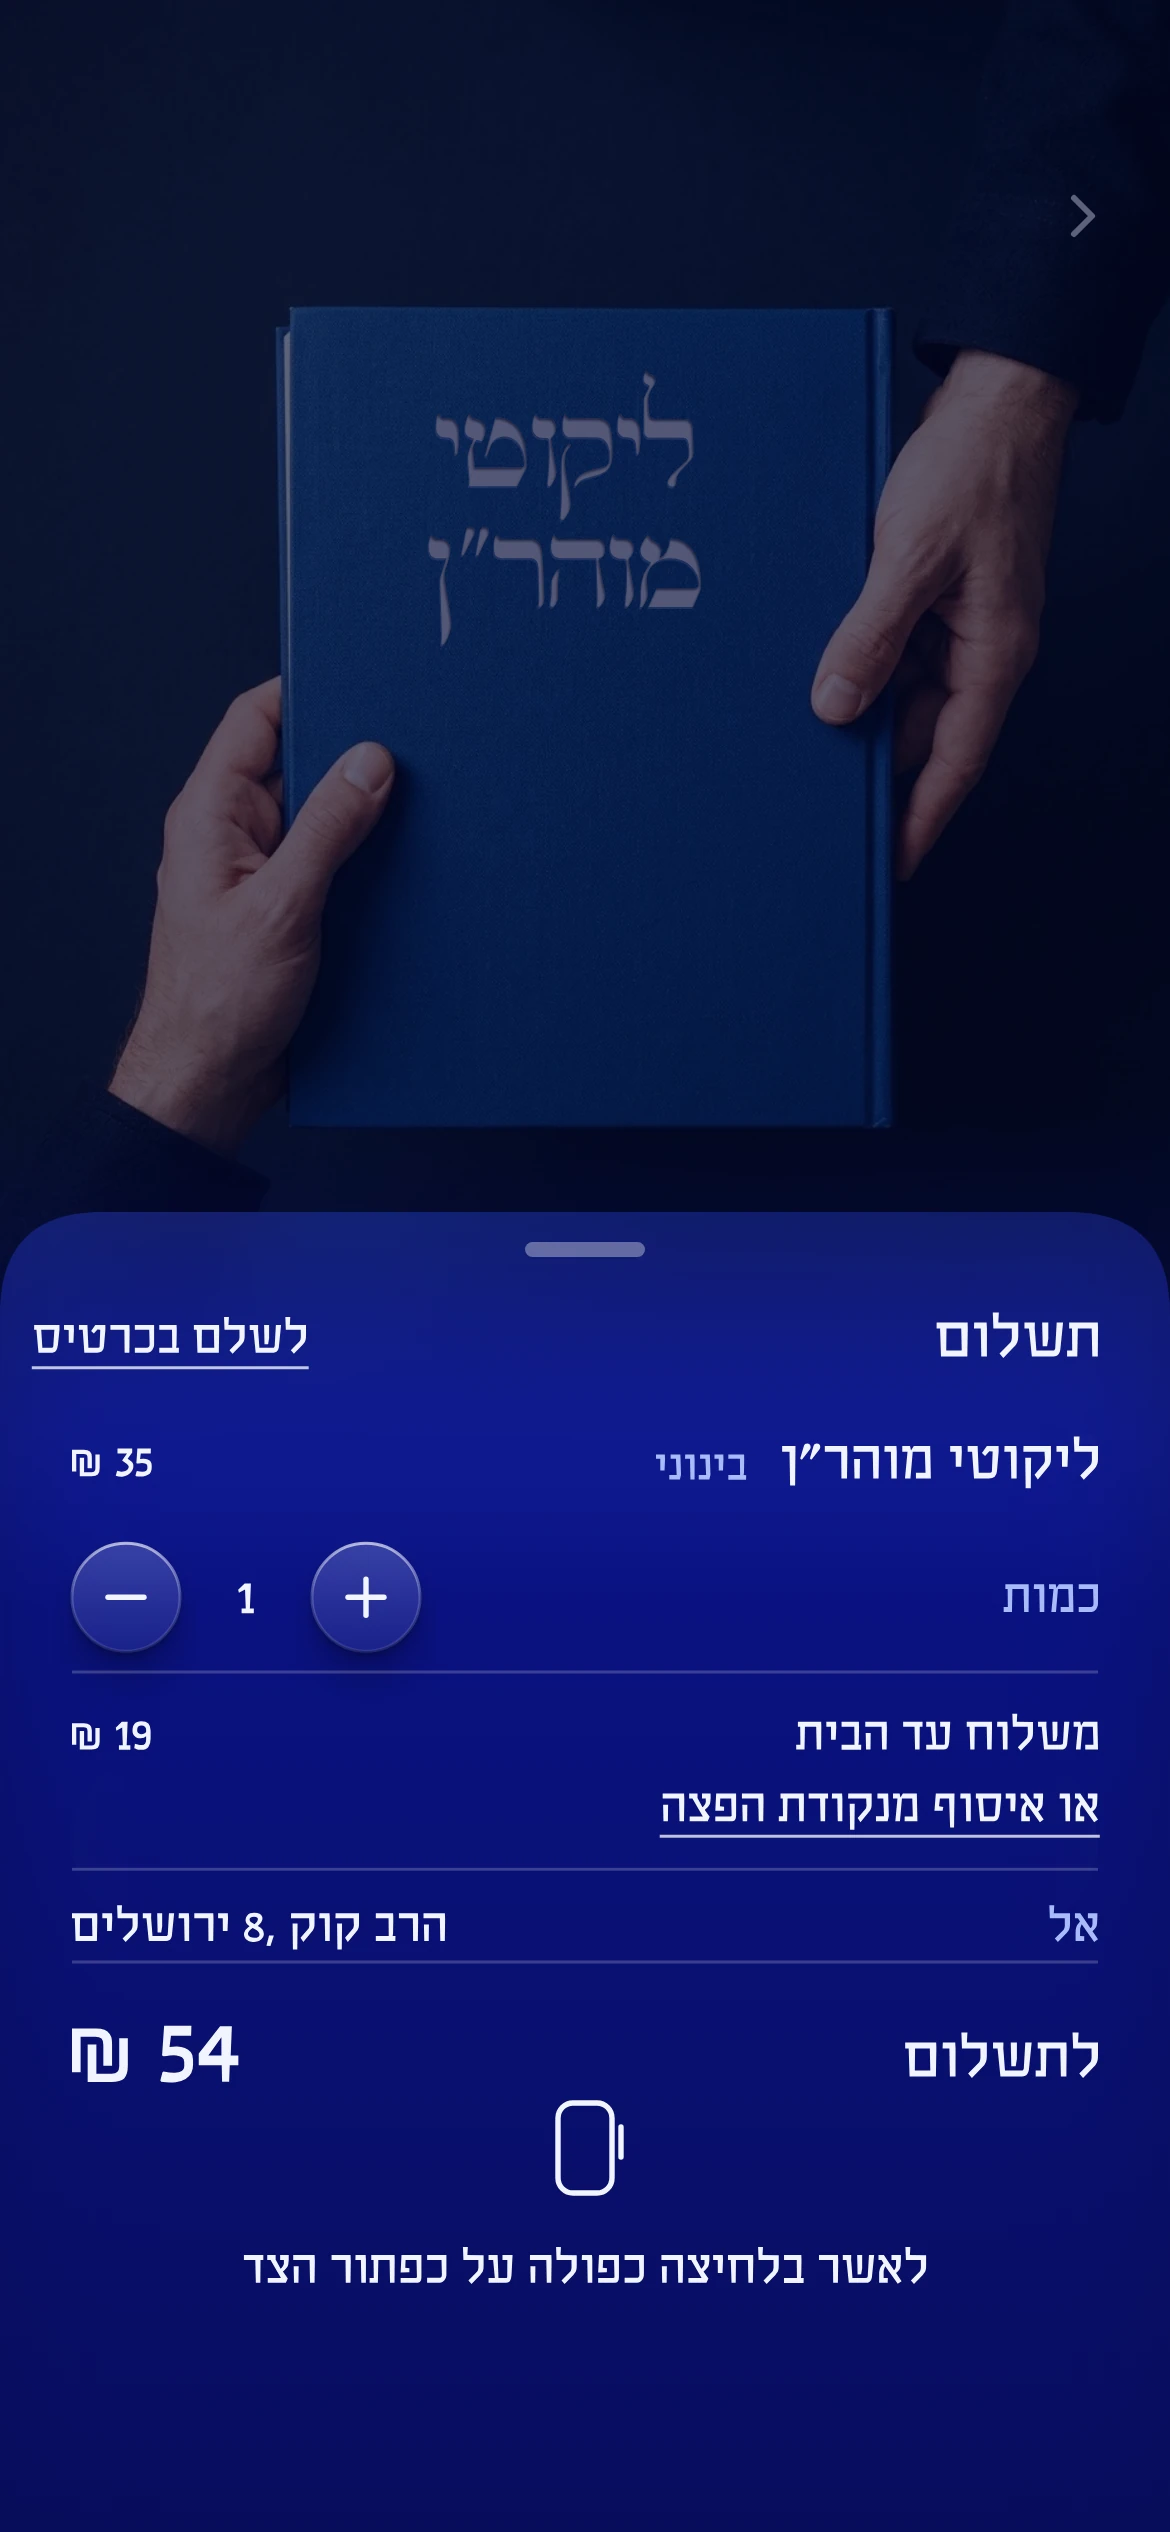 ליקוטי
מוהר״ן
תשלום
לשלם בכרטיס
ליקוטי מוהר״ן בינוני
35 ₪
כמות
+ 1 −
משלוח עד הבית
19 ₪
או איסוף מנקודת הפצה
אל
הרב קוק ,8 ירושלים
לתשלום
54 ₪
לאשר בלחיצה כפולה על כפתור הצד